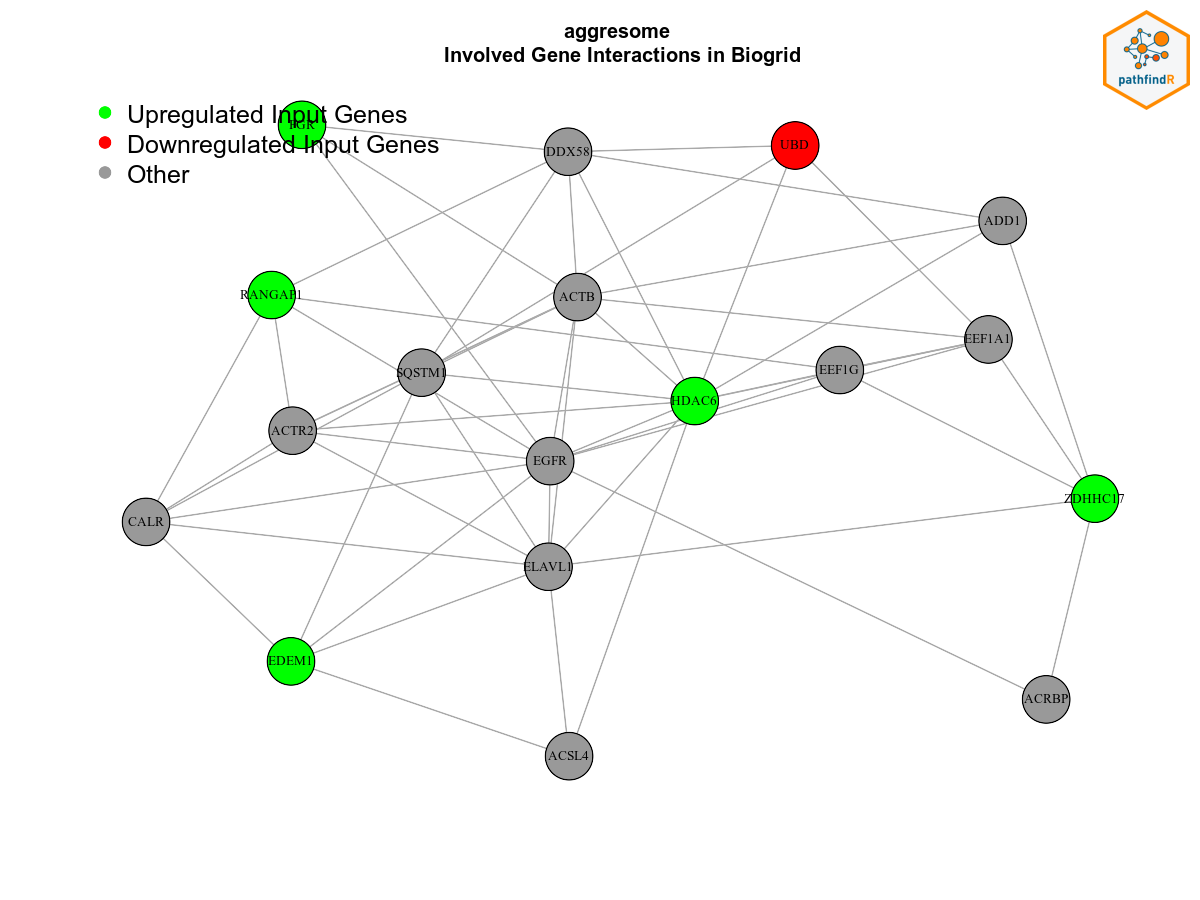 aggresome
Involved Gene Interactions in Biogrid
pathfindR
Upregulated Input Genes
Downregulated Input Genes
Other
FGR
DDX58
UBD
ADD1
RANGAP1
ACTB
EEF1A1
SQSTM1
EEF1G
HDAC6
ACTR2
EGFR
ZDHHC17
CALR
ELAVL1
EDEM1
ACRBP
ACSL4